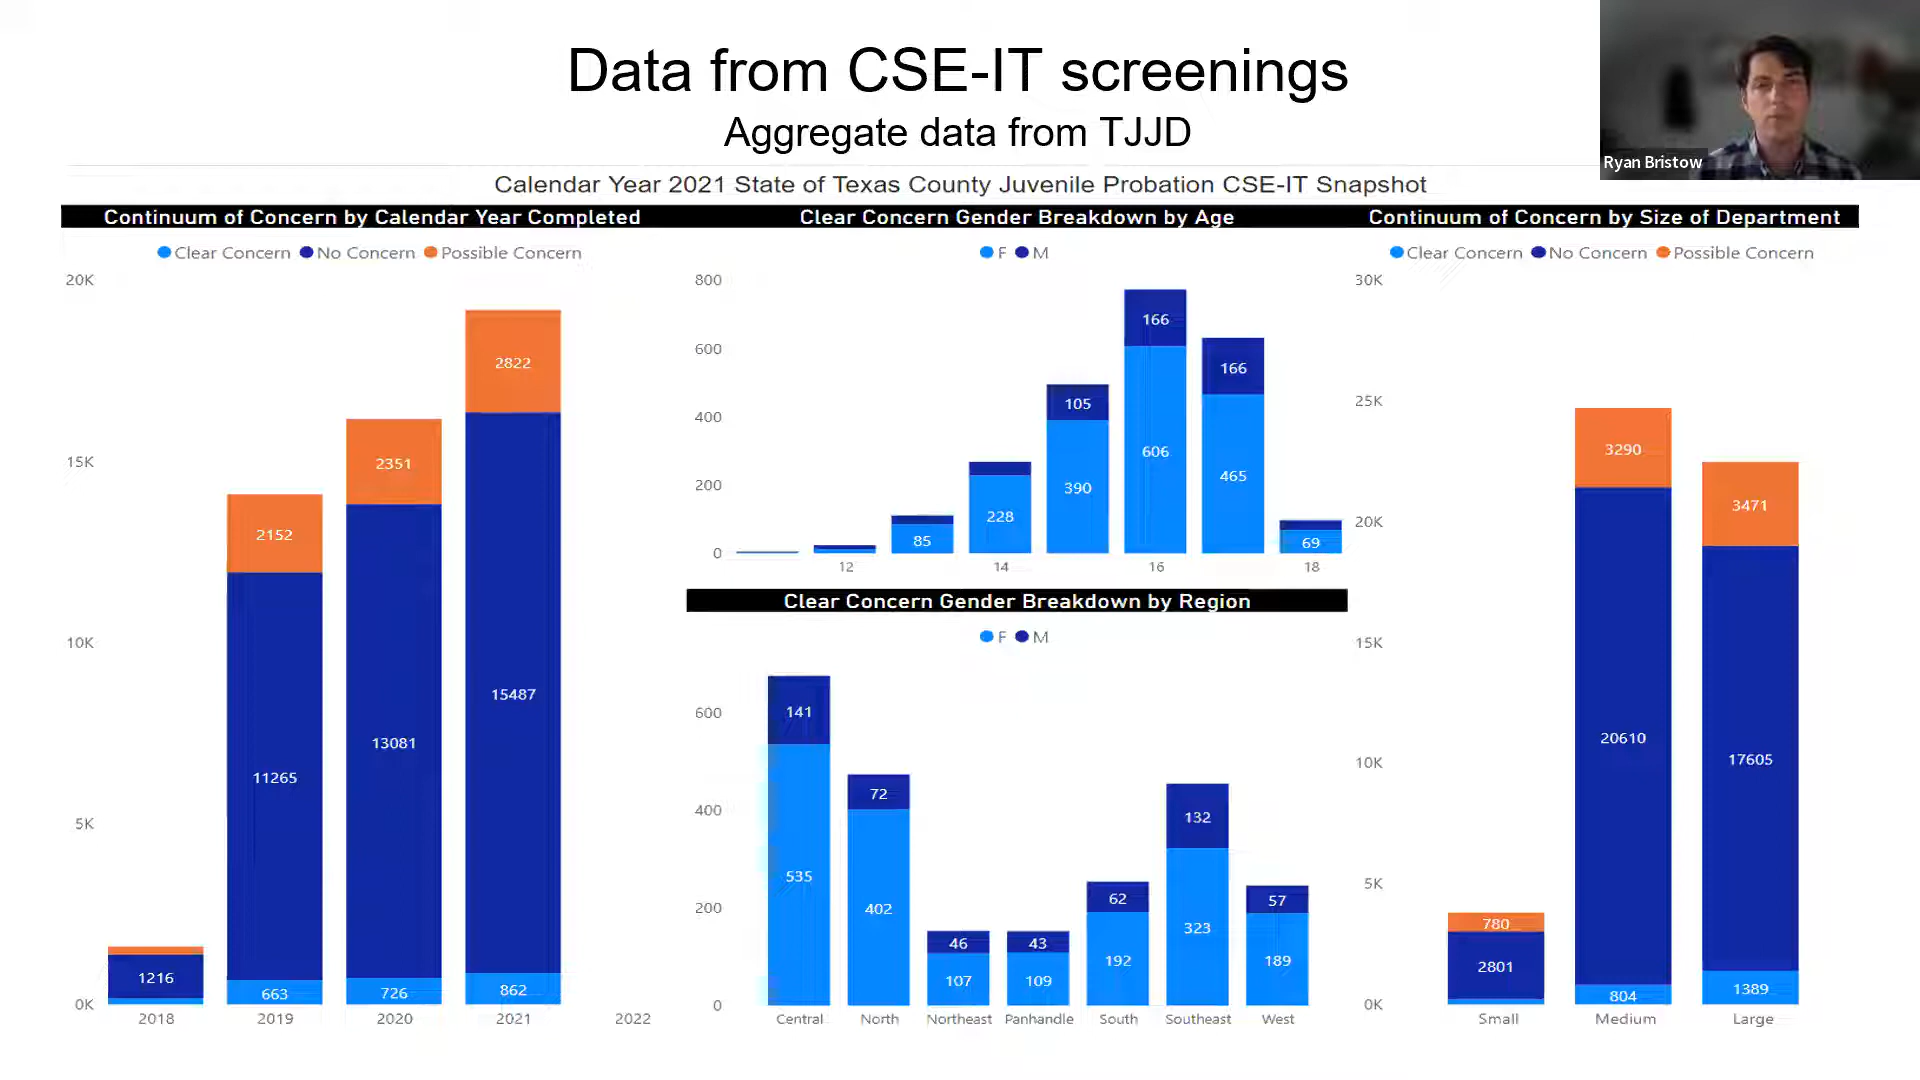 Data from CSE-IT screenings
Aggregate data from TJJD
Ryan Bristow
Calendar Year 2021 State of Texas County Juvenile Probation CSE-IT Snapshot
Continuum of Concern by Calendar Year Completed
Clear Concern No Concern Possible Concern
20K
15K
10K
5K
0K
1216
2152
11265
663
2351
13081
726
2822
15487
862
2018 2019 2020 2021 2022
Clear Concern Gender Breakdown by Age
F M
800
600
400
200
0
85
228
105
390
166
606
166
465
69
12 14 16 18
Clear Concern Gender Breakdown by Region
F M
600
400
200
0
141
535
72
402
46
107
43
109
62
192
132
323
57
189
Central North Northeast Panhandle South Southeast West
Continuum of Concern by Size of Department
Clear Concern No Concern Possible Concern
30K
25K
20K
15K
10K
5K
0K
780
2801
3290
20610
804
3471
17605
1389
Small Medium Large